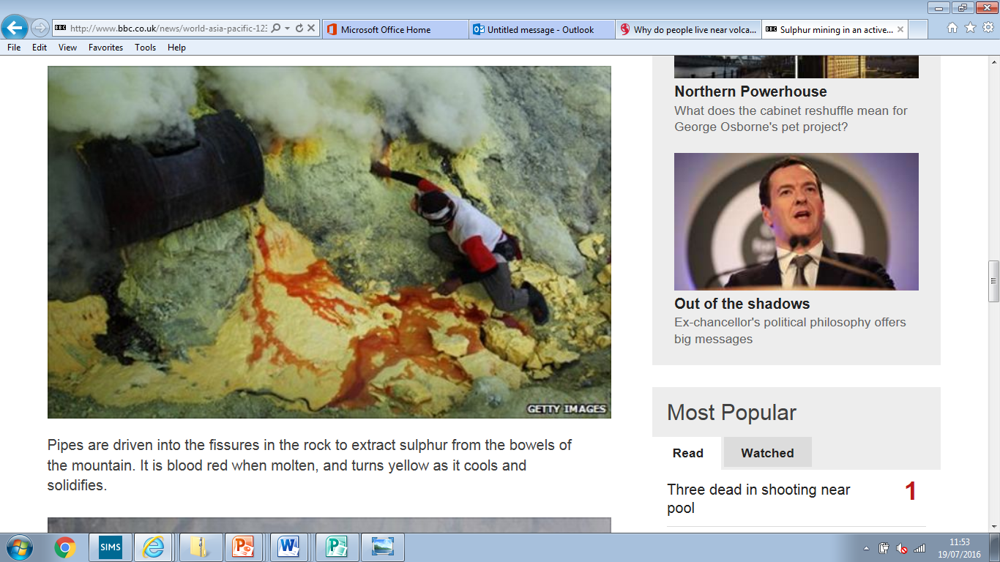 http://www.bbc.co.uk/news/world-asia-pacific-123
Microsoft Office Home
Untitled message - Outlook
Why do people live near volca...
BBC
Sulphur mining in an active...
File Edit View Favorites Tools Help
GETTY IMAGES
Pipes are driven into the fissures in the rock to extract sulphur from the bowels of
the mountain. It is blood red when molten, and turns yellow as it cools and
solidifies.
Northern Powerhouse
What does the cabinet reshuffle mean for
George Osborne's pet project?
Out of the shadows
Ex-chancellor's political philosophy offers
big messages
Most Popular
Read Watched
Three dead in shooting near 1
pool
SIMS
11:53
19/07/2016